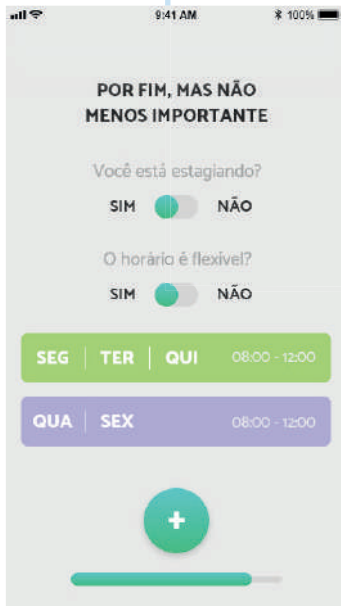 9:41 AM 100%
POR FIM, MAS NÃO
MENOS IMPORTANTE
Você está estagiando?
SIM NÃO
O horário é flexível?
SIM NÃO
SEG TER QUI 08:00 - 12:00
QUA SEX 08:00 - 12:00
+